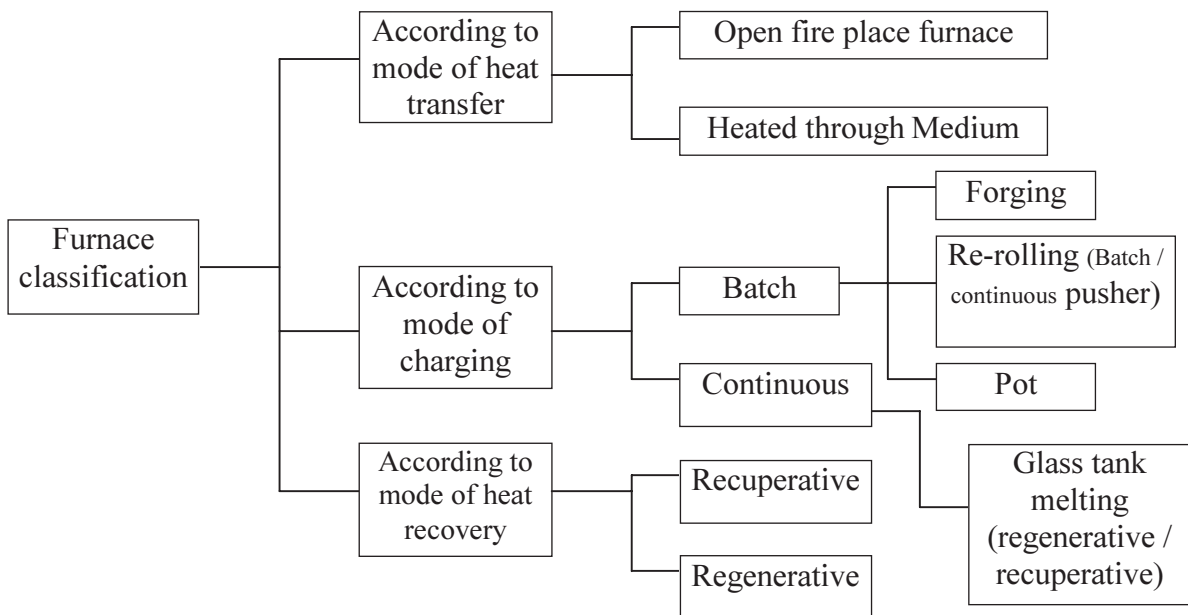 Furnace
classification
According to
mode of heat
transfer
Open fire place furnace
Heated through Medium
According to
mode of
charging
Batch
Forging
Re-rolling (Batch /
continuous pusher)
Pot
Continuous
Glass tank
melting
(regenerative /
recuperative)
According to
mode of heat
recovery
Recuperative
Regenerative